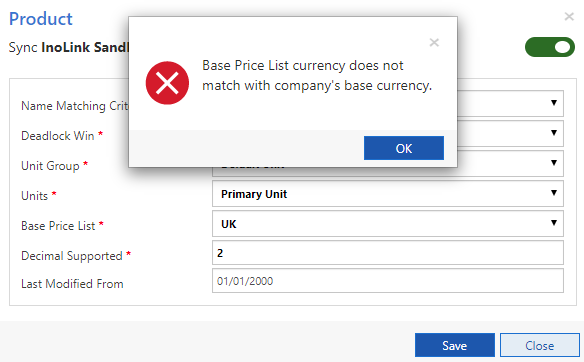 Product
Sync InoLink
Base Price List currency does not
match with company's base currency.
OK
Name Matching
Deadlock Win *
Unit Group *
Units * Primary Unit
Base Price List * UK
Decimal Supported * 2
Last Modified From 01/01/2000
Save Close